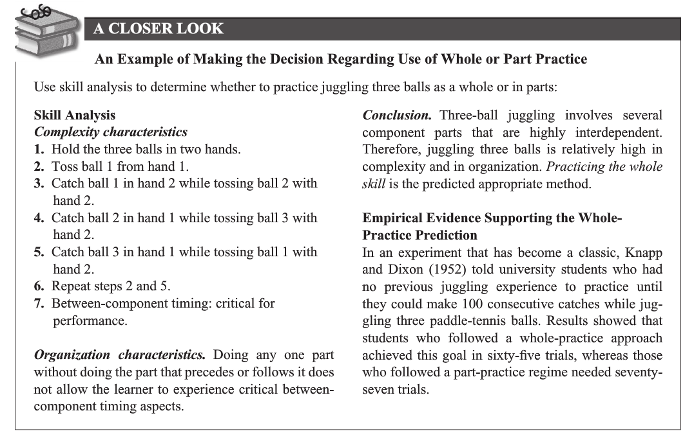 A CLOSER LOOK
An Example of Making the Decision Regarding Use of Whole or Part Practice
Use skill analysis to determine whether to practice juggling three balls as a whole or in parts:
Skill Analysis
Complexity characteristics
1. Hold the three balls in two hands.
2. Toss ball 1 from hand 1.
3. Catch ball 1 in hand 2 while tossing ball 2 with
hand 2.
4. Catch ball 2 in hand 1 while tossing ball 3 with
hand 2.
5. Catch ball 3 in hand 1 while tossing ball 1 with
hand 2.
6. Repeat steps 2 and 5.
7. Between-component timing: critical for
performance.
Organization characteristics. Doing any one part
without doing the part that precedes or follows it does
not allow the learner to experience critical between-
component timing aspects.
Conclusion. Three-ball juggling involves several
component parts that are highly interdependent.
Therefore, juggling three balls is relatively high in
complexity and in organization. Practicing the whole
skill is the predicted appropriate method.
Empirical Evidence Supporting the Whole-
Practice Prediction
In an experiment that has become a classic, Knapp
and Dixon (1952) told university students who had
no previous juggling experience to practice until
they could make 100 consecutive catches while jug-
gling three paddle-tennis balls. Results showed that
students who followed a whole-practice approach
achieved this goal in sixty-five trials, whereas those
who followed a part-practice regime needed seventy-
seven trials.